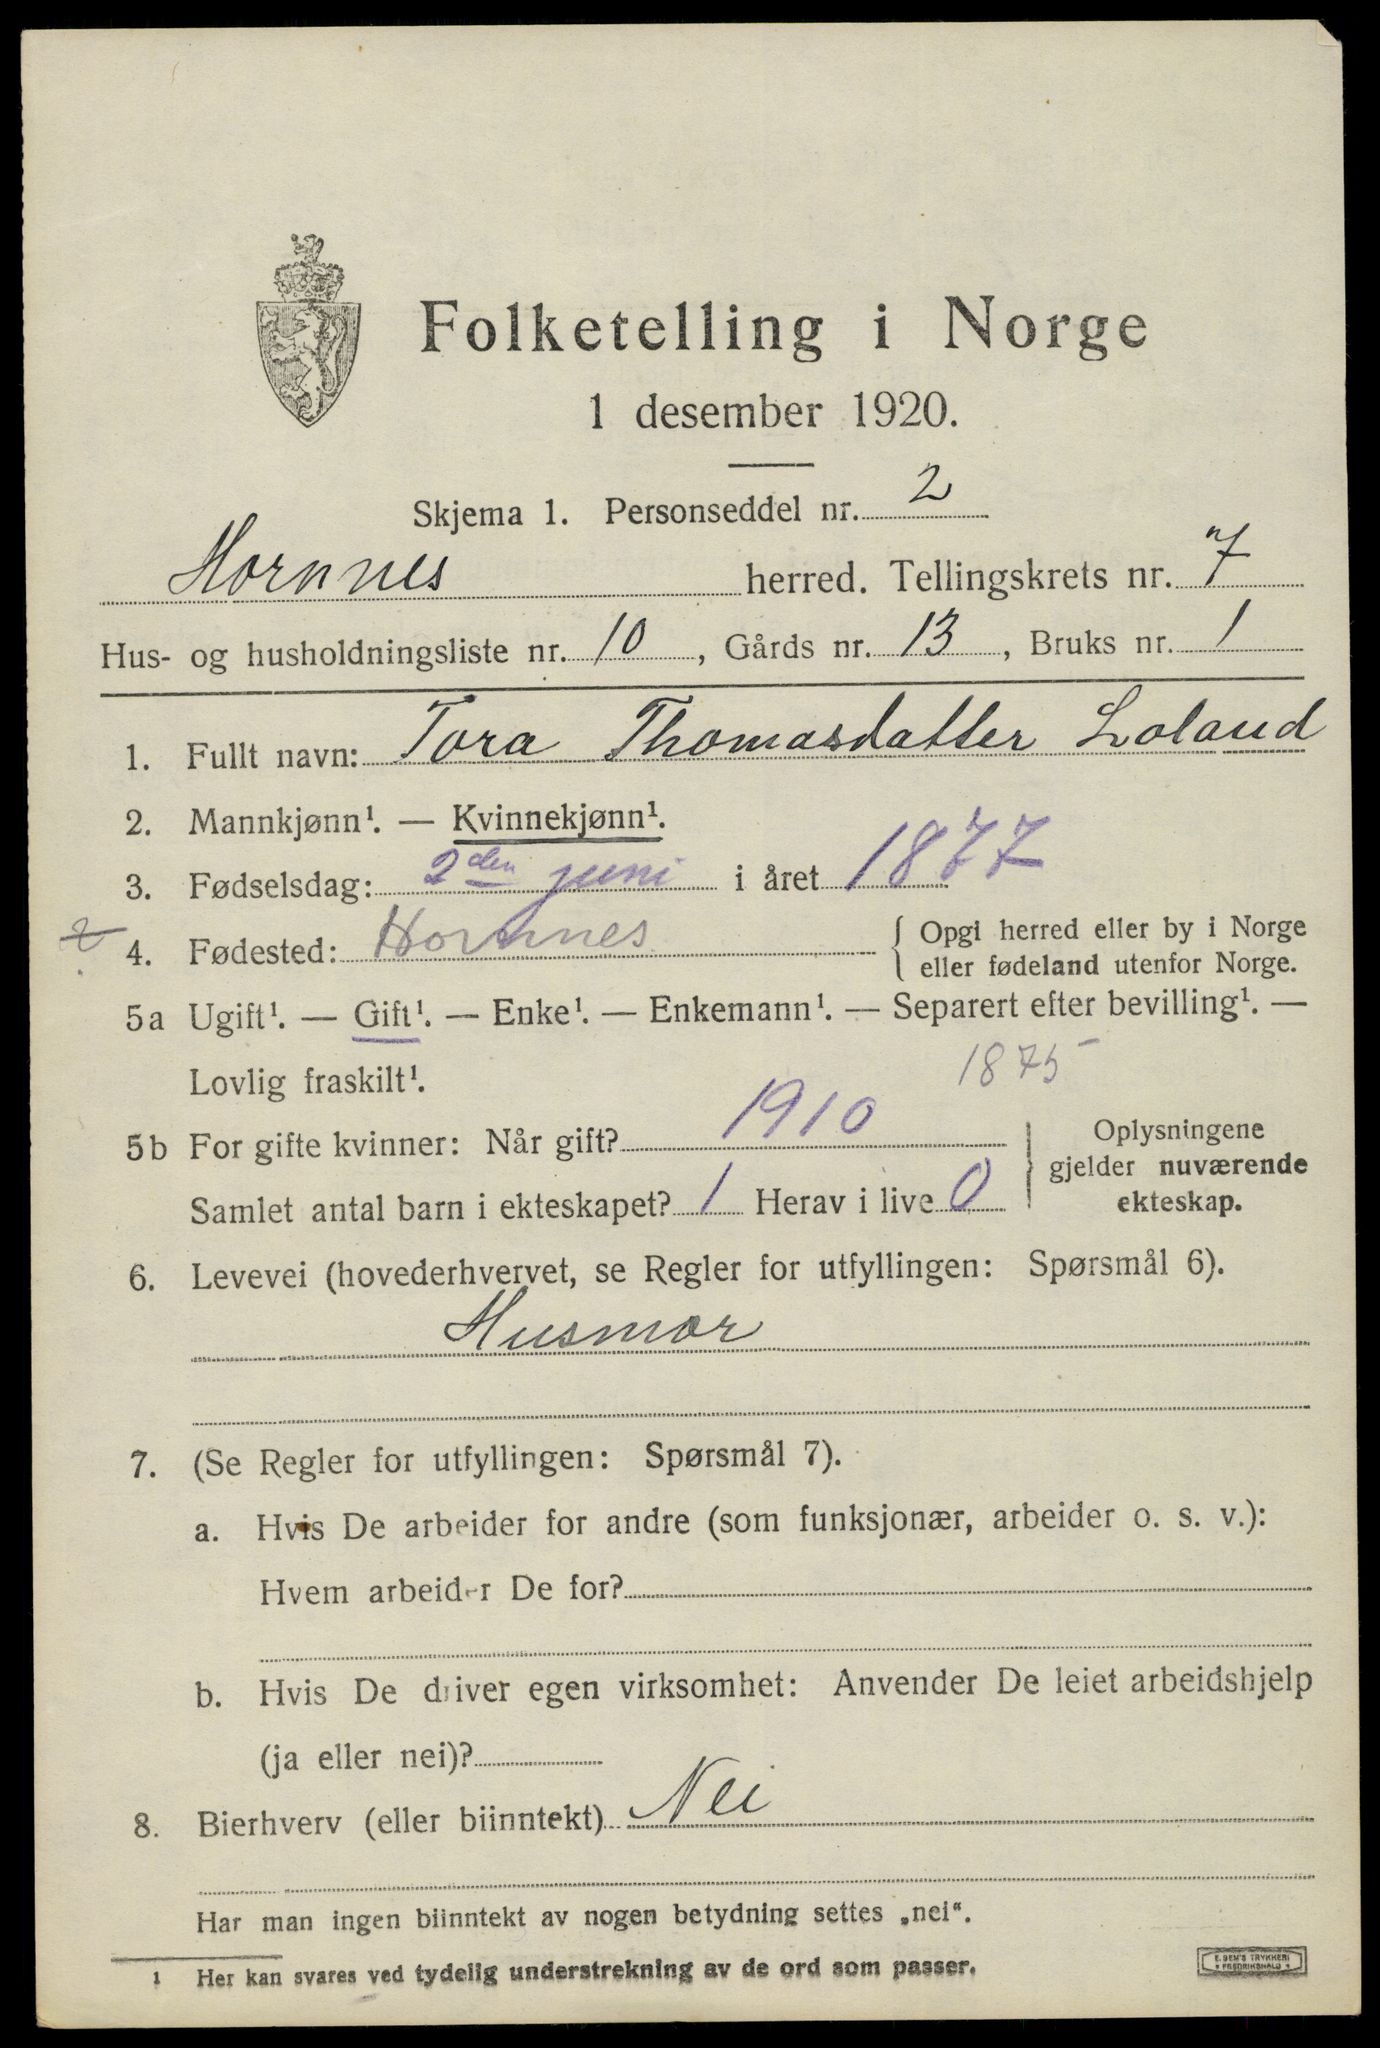 Folketelling i Norge
1 desember 1920.
Skjema 1. Personseddel nr. 2
Hornnes herred. Tellingskrets nr. 7
Hus- og husholdningsliste nr. 10, Gårds nr. 13, Bruks nr. 1
1. Fullt navn: Tora Thomasdatter Loland
2. Mannkjønn¹. — Kvinnekjønn¹.
3. Fødselsdag: 2den juni i året 1877
4. Fødested: Hornnes { Opgi herred eller by i Norge
eller fødeland utenfor Norge.
5a Ugift¹. — Gift¹. — Enke¹. — Enkemann¹. — Separert efter bevilling¹. —
Lovlig fraskilt¹. 1875
5b For gifte kvinner: Når gift? 1910
Samlet antal barn i ekteskapet? 1 Herav i live 0
Oplysningene
gjelder nuværende
ekteskap.
6. Levevei (hovederhvervet, se Regler for utfyllingen: Spørsmål 6).
Husmor
7. (Se Regler for utfyllingen: Spørsmål 7).
a. Hvis De arbeider for andre (som funksjonær, arbeider o. s. v.):
Hvem arbeider De for?
b. Hvis De driver egen virksomhet: Anvender De leiet arbeidshjelp
(ja eller nei)?
8. Bierhverv (eller biinntekt) Nei
Har man ingen biinntekt av nogen betydning settes „nei“.
1 Her kan svares ved tydelig understrekning av de ord som passer.
E. SEM'S TRYKKERI
FREDRIKSHALD